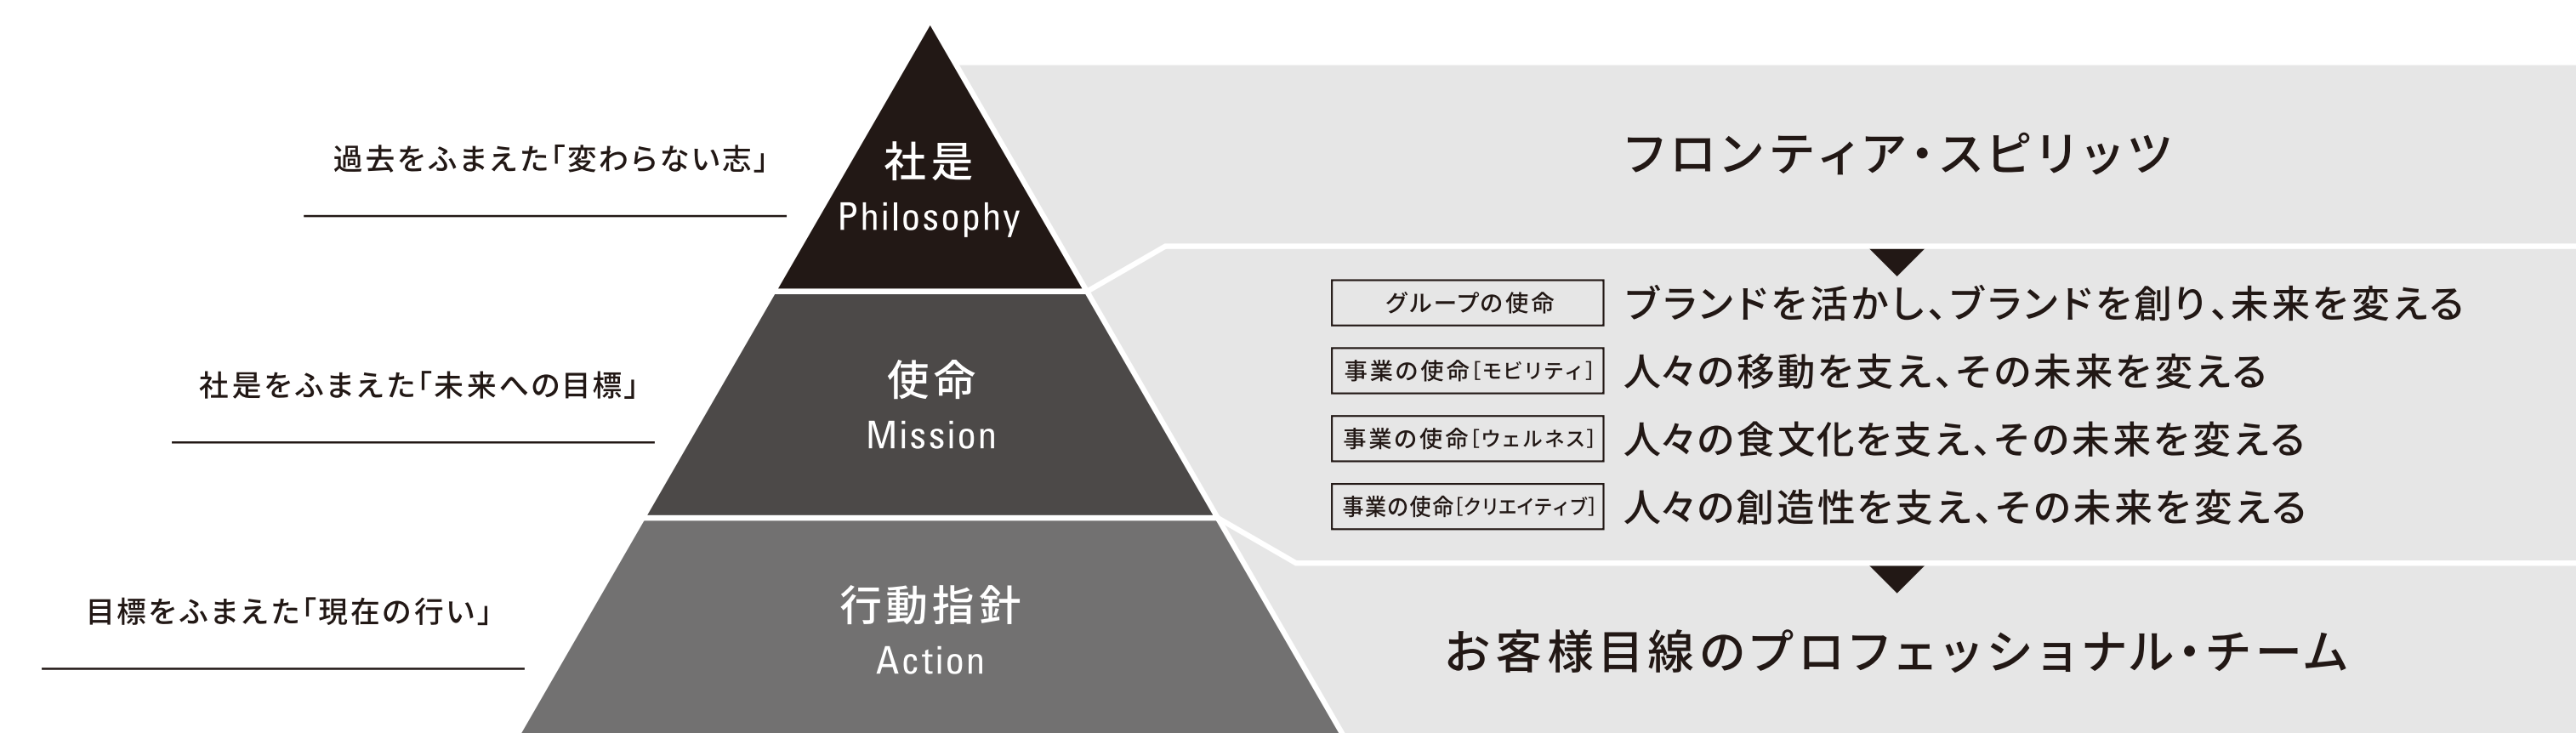 過去をふまえた「変わらない志」
社是
Philosophy
フロンティア・スピリッツ
社是をふまえた「未来への目標」
使命
Mission
グループの使命 ブランドを活かし、ブランドを創り、未来を変える
事業の使命[モビリティ] 人々の移動を支え、その未来を変える
事業の使命[ウェルネス] 人々の食文化を支え、その未来を変える
事業の使命[クリエイティブ] 人々の創造性を支え、その未来を変える
目標をふまえた「現在の行い」
行動指針
Action
お客様目線のプロフェッショナル・チーム